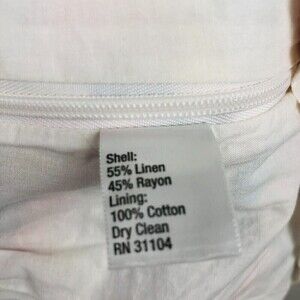 Shell:
55% Linen
45% Rayon
Lining:
100% Cotton
Dry Clean
RN 31104